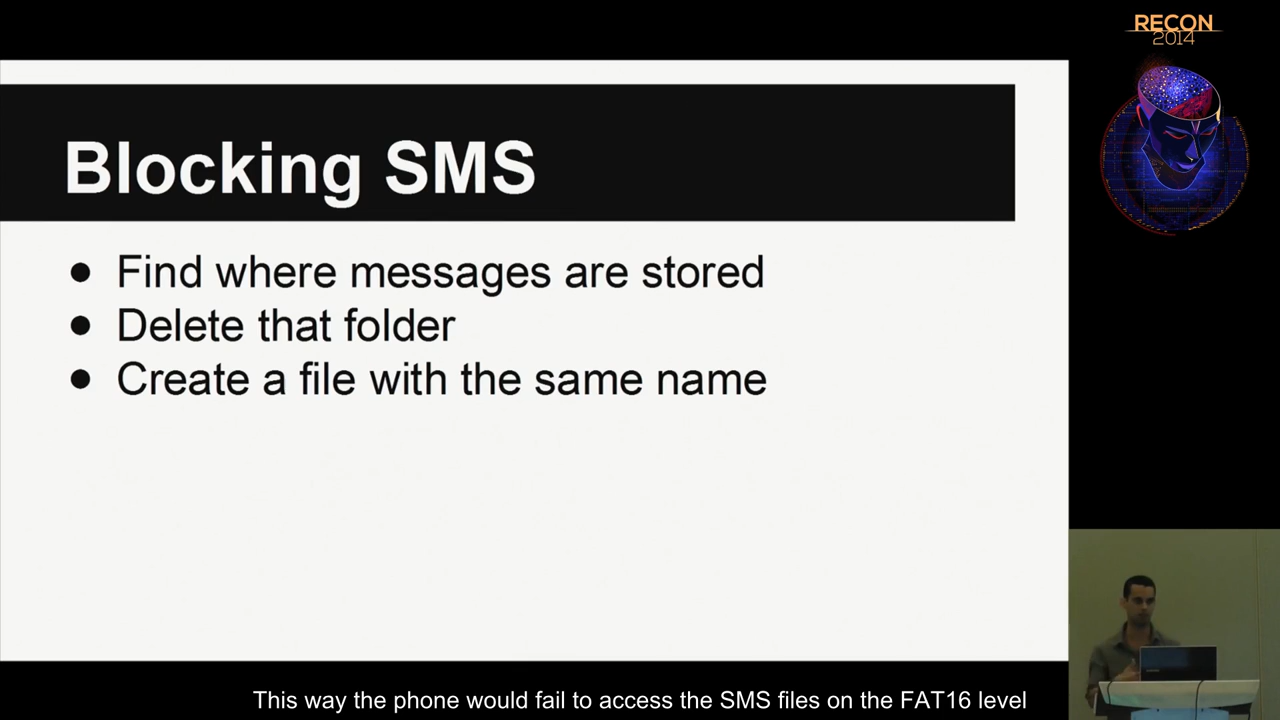 RECON
2014
Blocking SMS
● Find where messages are stored
● Delete that folder
● Create a file with the same name
This way the phone would fail to access the SMS files on the FAT16 level